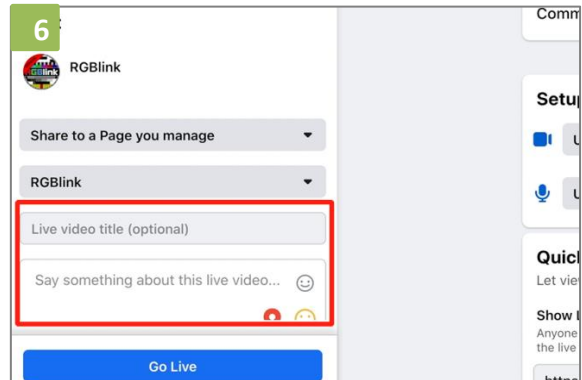 6
RGBlink
Share to a Page you manage
RGBlink
Live video title (optional)
Say something about this live video...
Go Live
Comm
Setu
U
U
Quic
Let vie
Show
Anyone
the live